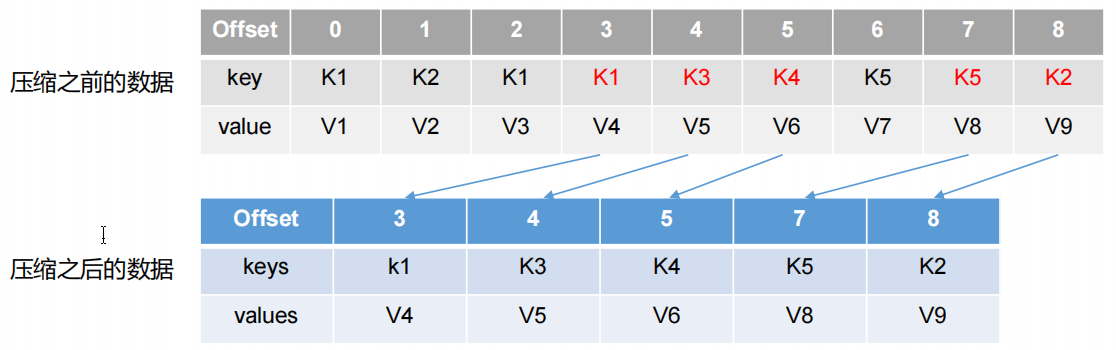 Offset 0 1 2 3 4 5 6 7 8
压缩之前的数据 key K1 K2 K1 K1 K3 K4 K5 K5 K2
value V1 V2 V3 V4 V5 V6 V7 V8 V9
Offset 3 4 5 7 8
压缩之后的数据 keys k1 K3 K4 K5 K2
values V4 V5 V6 V8 V9